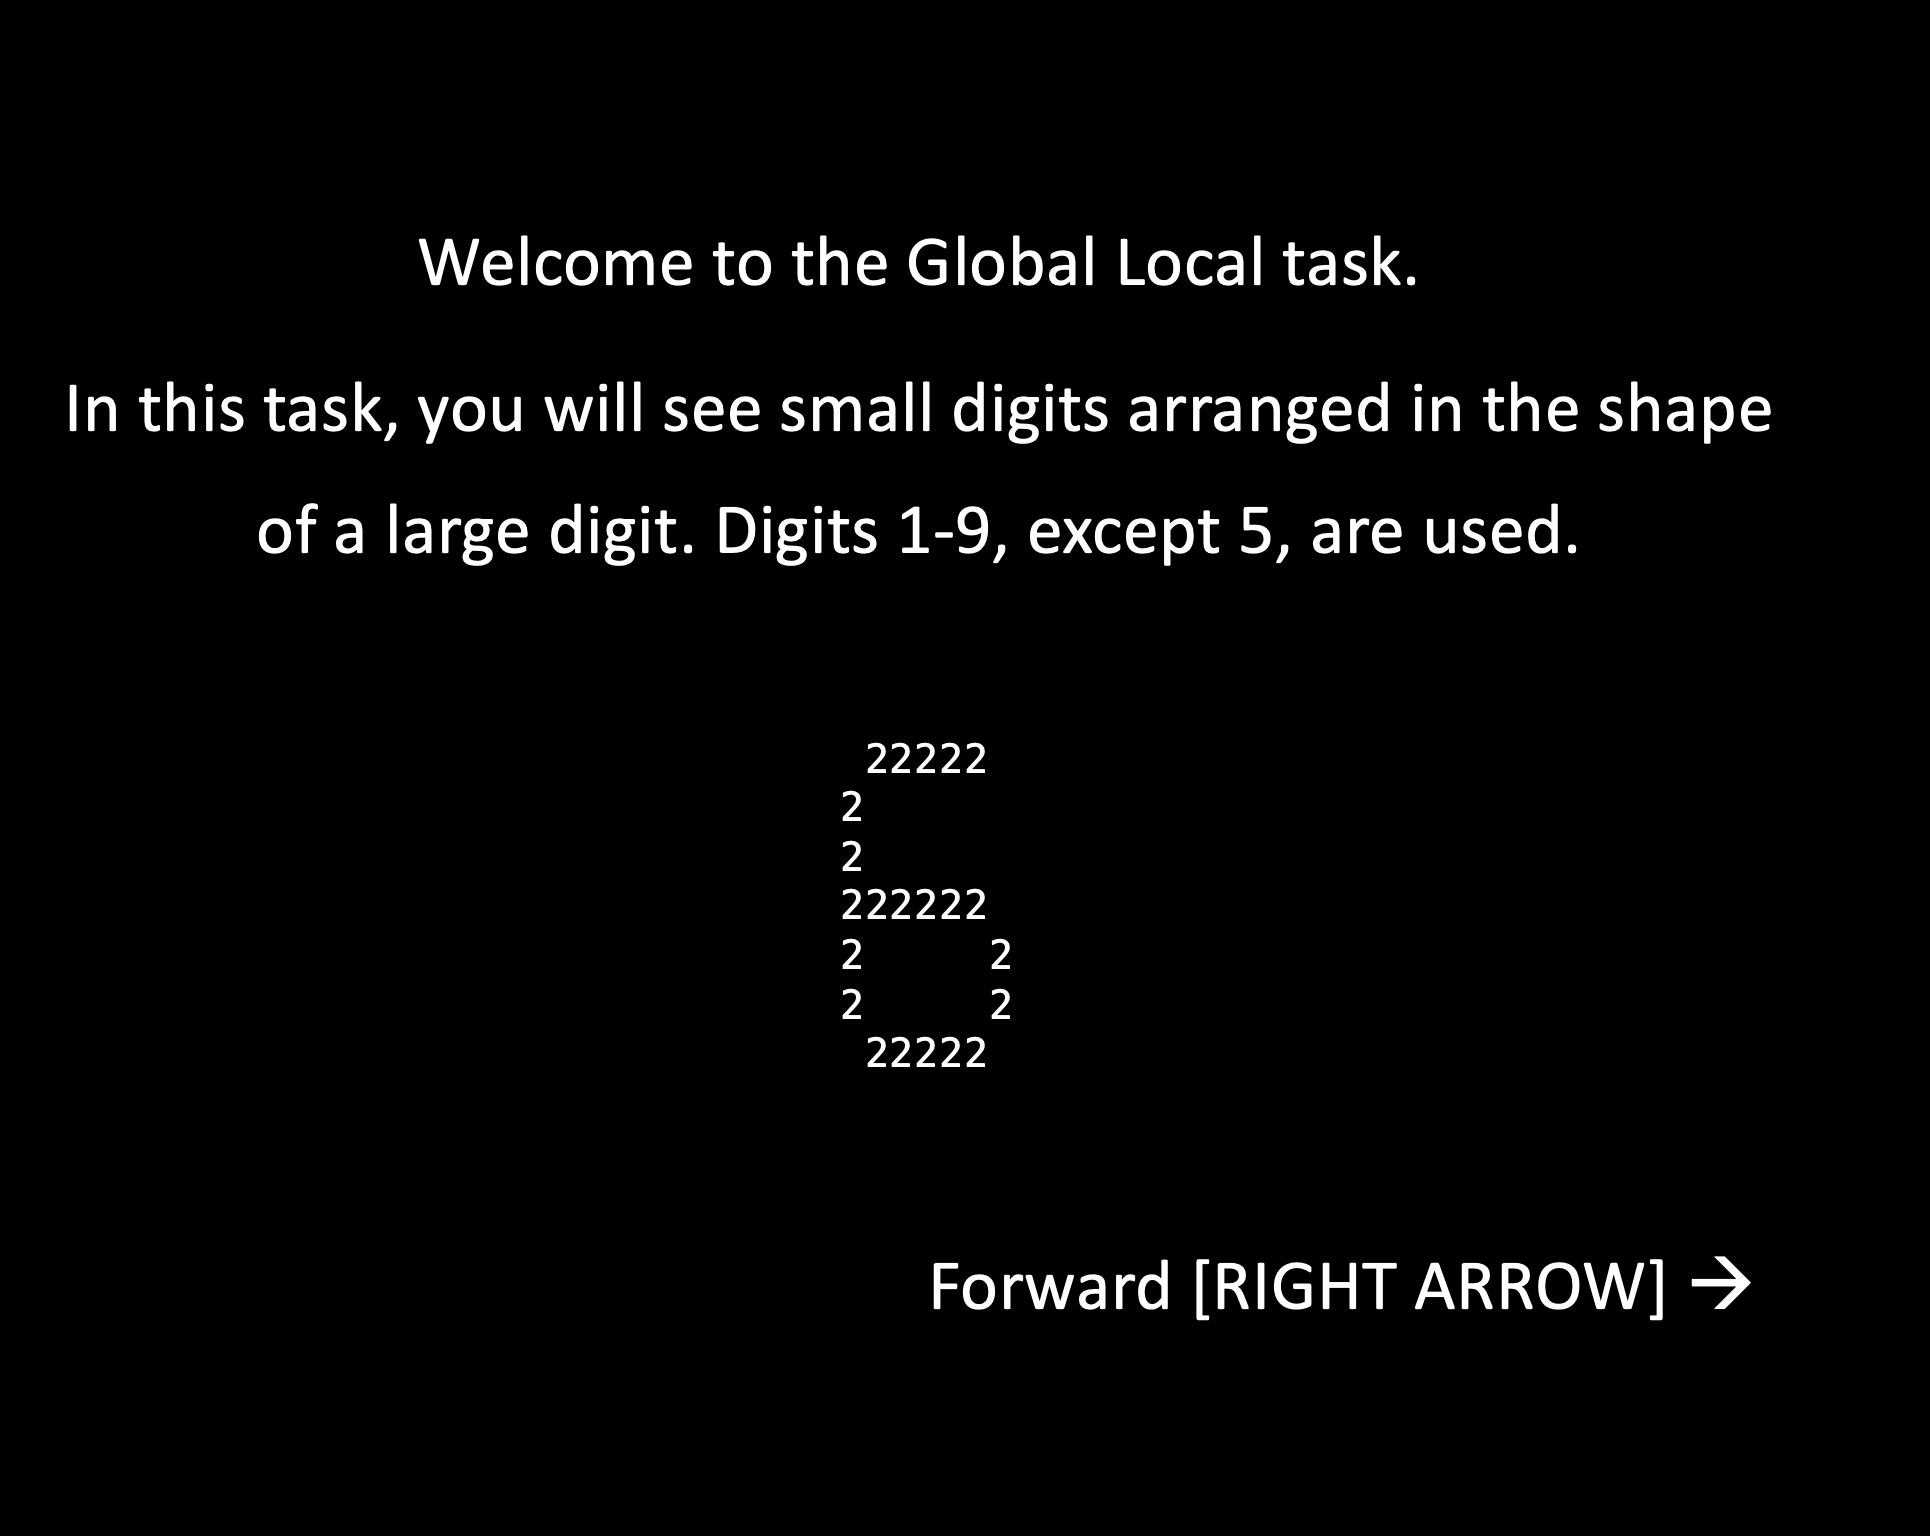 Welcome to the Global Local task.
In this task, you will see small digits arranged in the shape
of a large digit. Digits 1-9, except 5, are used.
22222
2
2
222222
2 2
2 2
22222
Forward [RIGHT ARROW] →